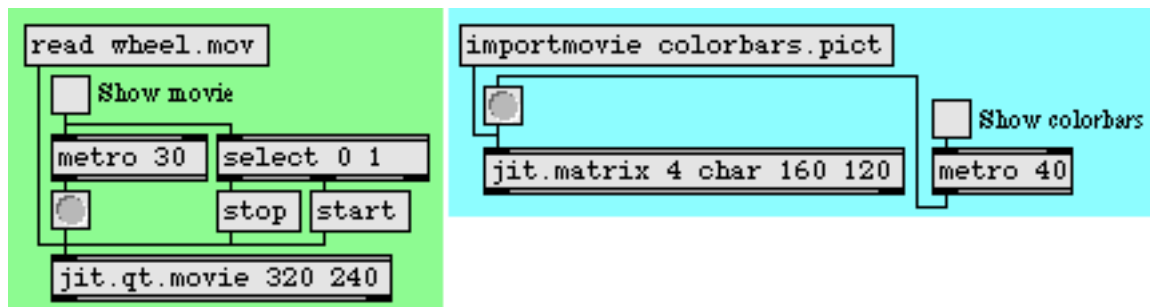 read wheel.mov
Show movie
metro 30
select 0 1
stop
start
jit.qt.movie 320 240
importmovie colorbars.pict
Show colorbars
jit.matrix 4 char 160 120
metro 40